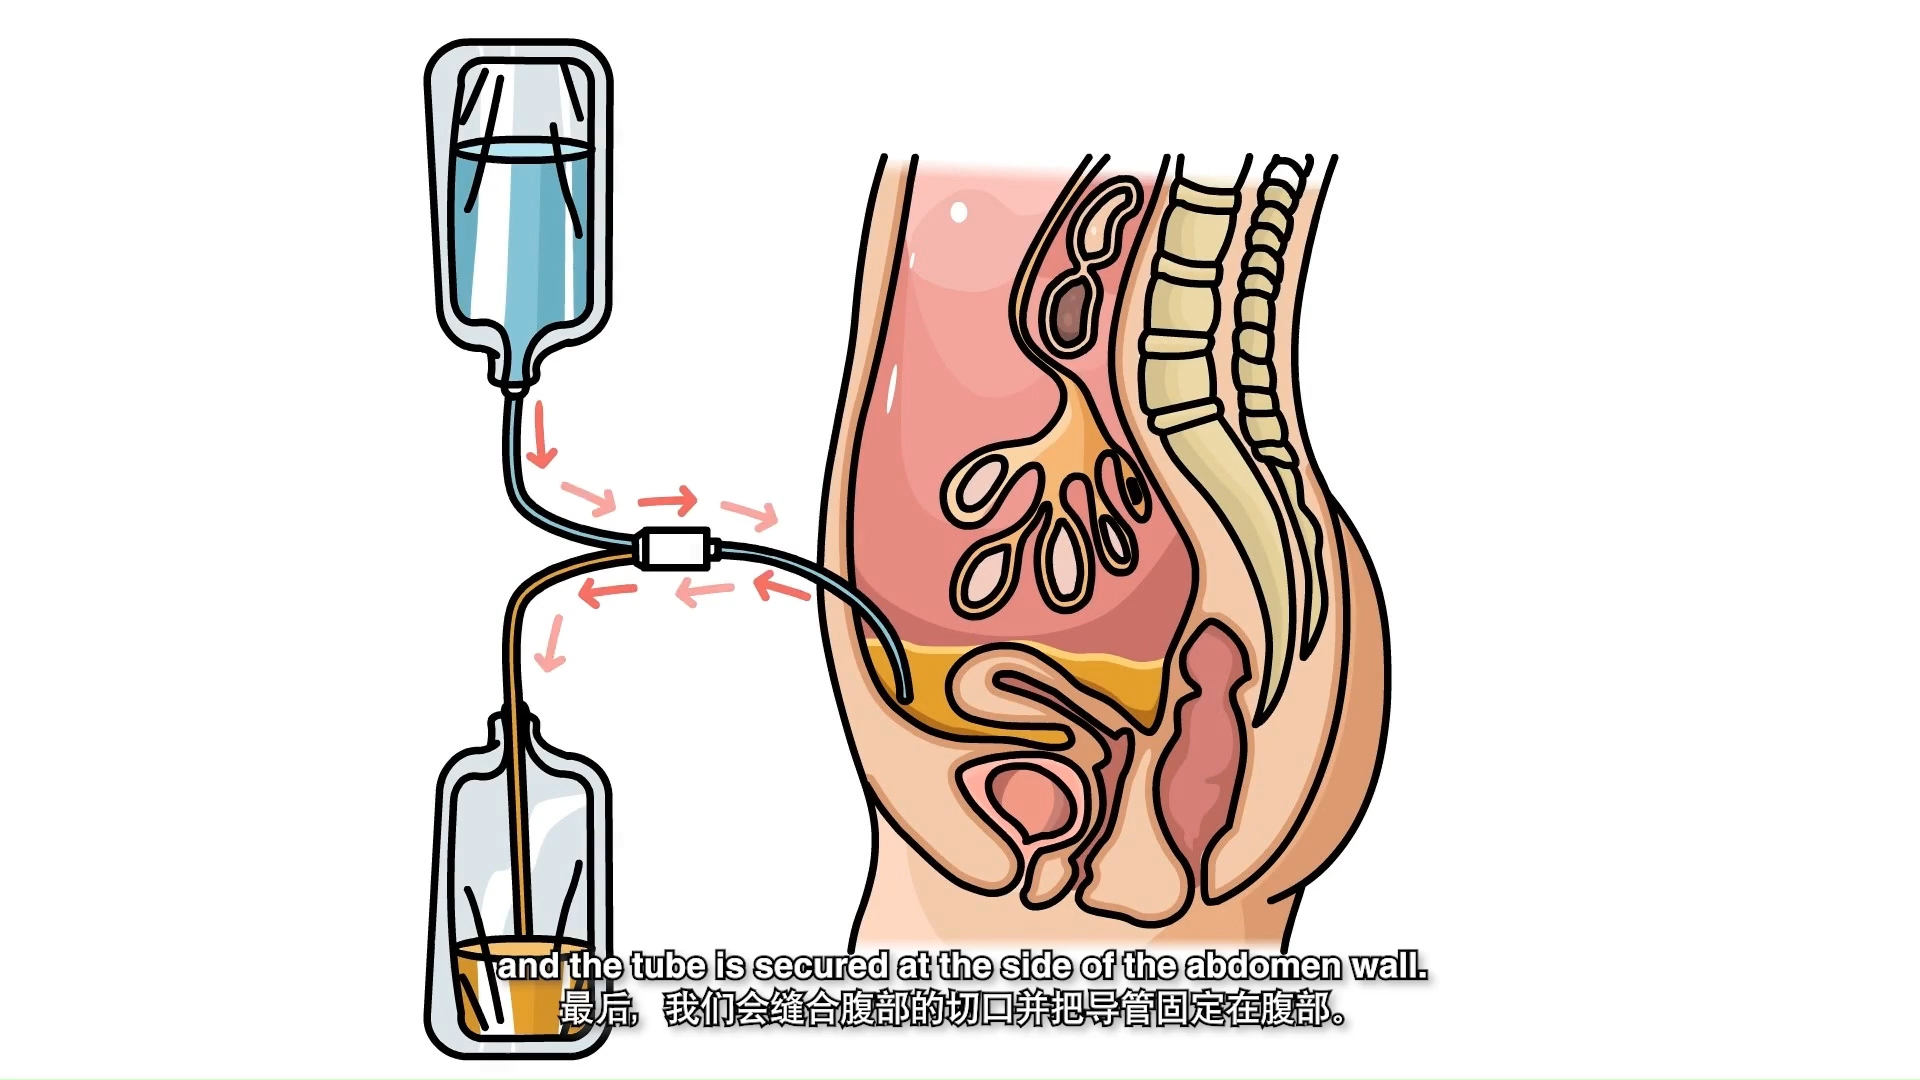 and the tube is secured at the side of the abdomen wall.
最后，我们会缝合腹部的切口并把导管固定在腹部。